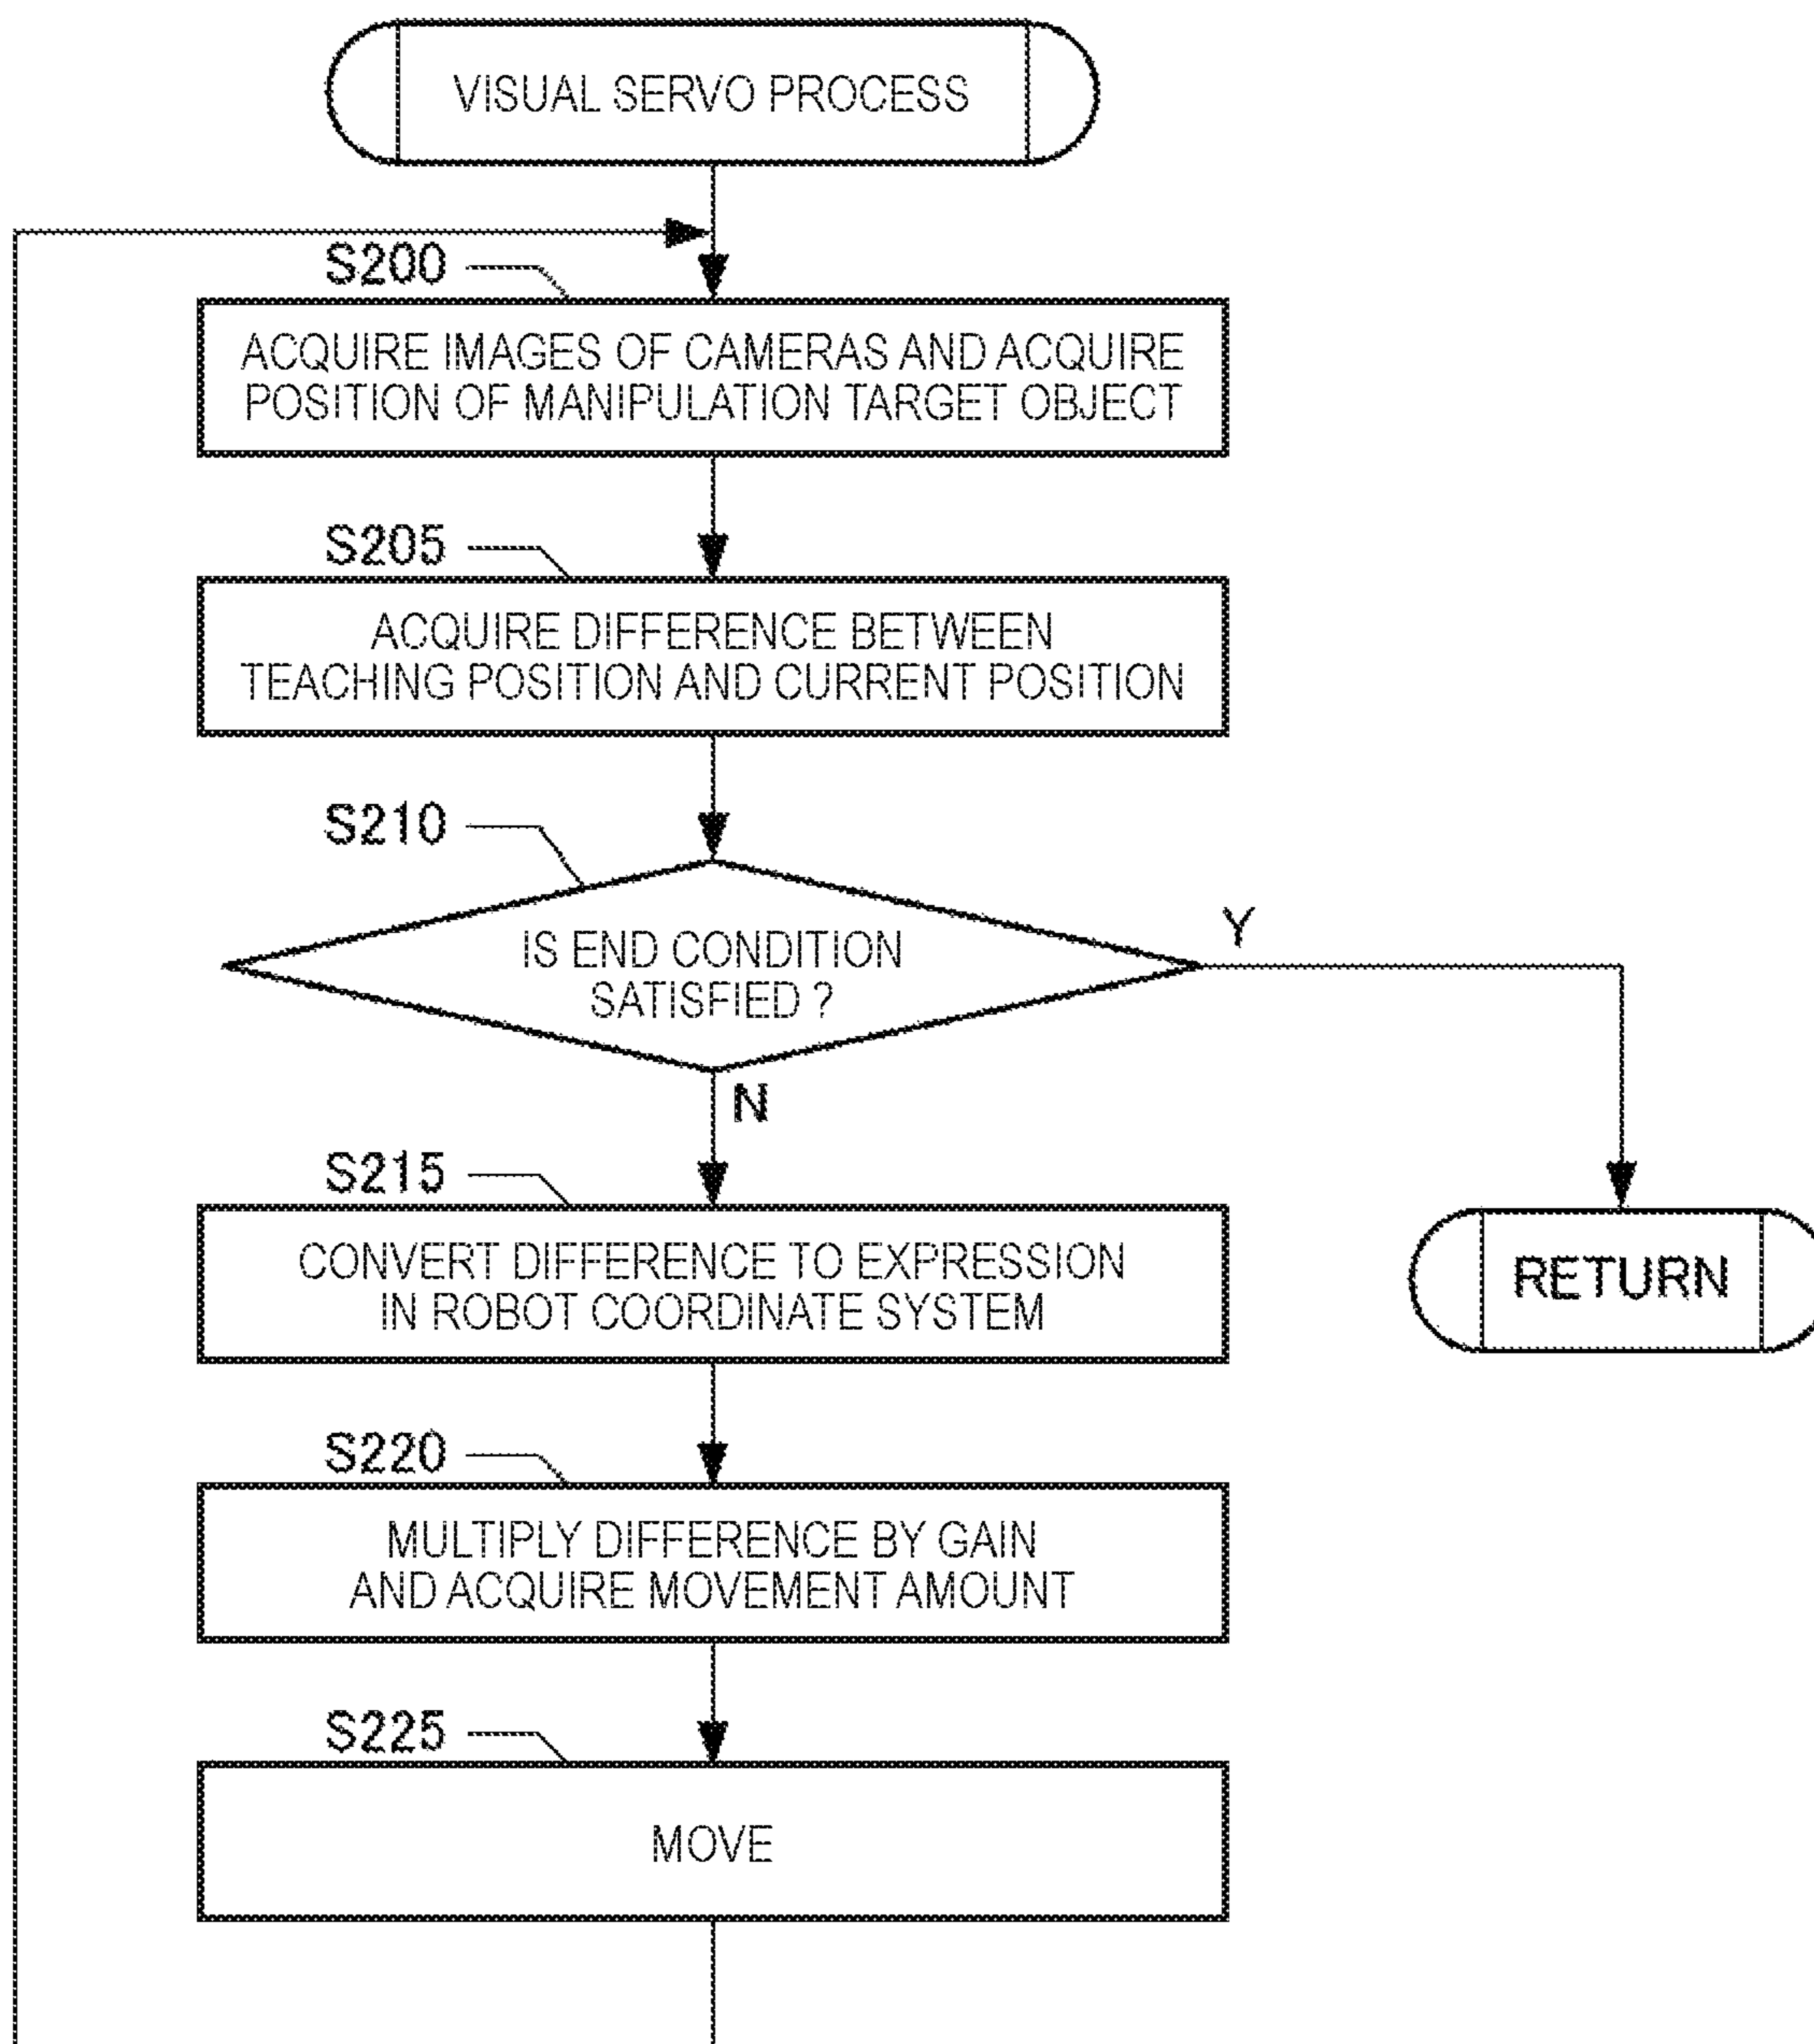 VISUAL SERVO PROCESS
S200
ACQUIRE IMAGES OF CAMERAS AND ACQUIRE
POSITION OF MANIPULATION TARGET OBJECT
S205
ACQUIRE DIFFERENCE BETWEEN
TEACHING POSITION AND CURRENT POSITION
S210
IS END CONDITION
SATISFIED ?
Y
N
S215
CONVERT DIFFERENCE TO EXPRESSION
IN ROBOT COORDINATE SYSTEM
RETURN
S220
MULTIPLY DIFFERENCE BY GAIN
AND ACQUIRE MOVEMENT AMOUNT
S225
MOVE